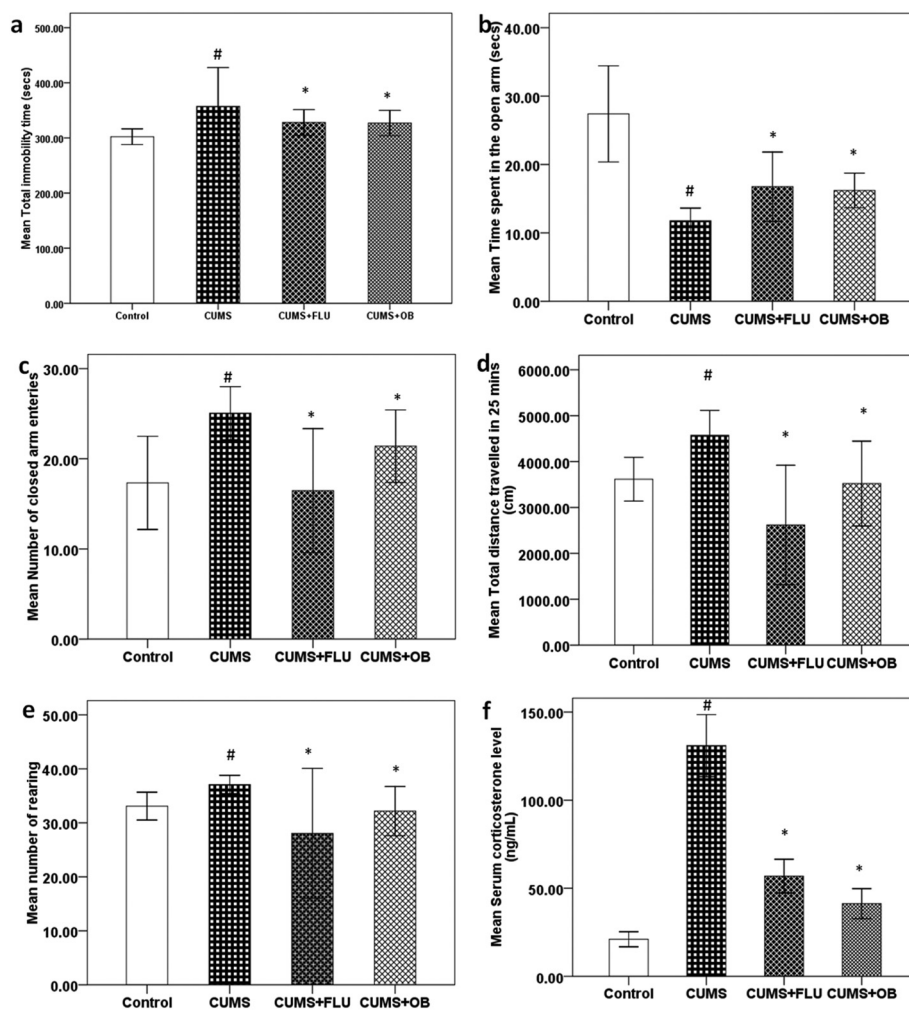 a
Mean Total immobility time (secs)
500.00
400.00
300.00
200.00
100.00
0.00
#
*
*
Control CUMS CUMS+FLU CUMS+OB
b
Mean Time spent in the open arm (secs)
40.00
30.00
20.00
10.00
0.00
#
*
*
Control CUMS CUMS+FLU CUMS+OB
c
Mean Number of closed arm enteries
30.00
20.00
10.00
0.00
#
*
*
Control CUMS CUMS+FLU CUMS+OB
d
Mean Total distance travelled in 25 mins
(cm)
6000.00
5000.00
4000.00
3000.00
2000.00
1000.00
0.00
#
*
*
Control CUMS CUMS+FLU CUMS+OB
e
Mean number of rearing
50.00
40.00
30.00
20.00
10.00
0.00
#
*
*
Control CUMS CUMS+FLU CUMS+OB
f
Mean Serum corticosterone level
(ng/mL)
150.00
100.00
50.00
0.00
#
*
*
Control CUMS CUMS+FLU CUMS+OB